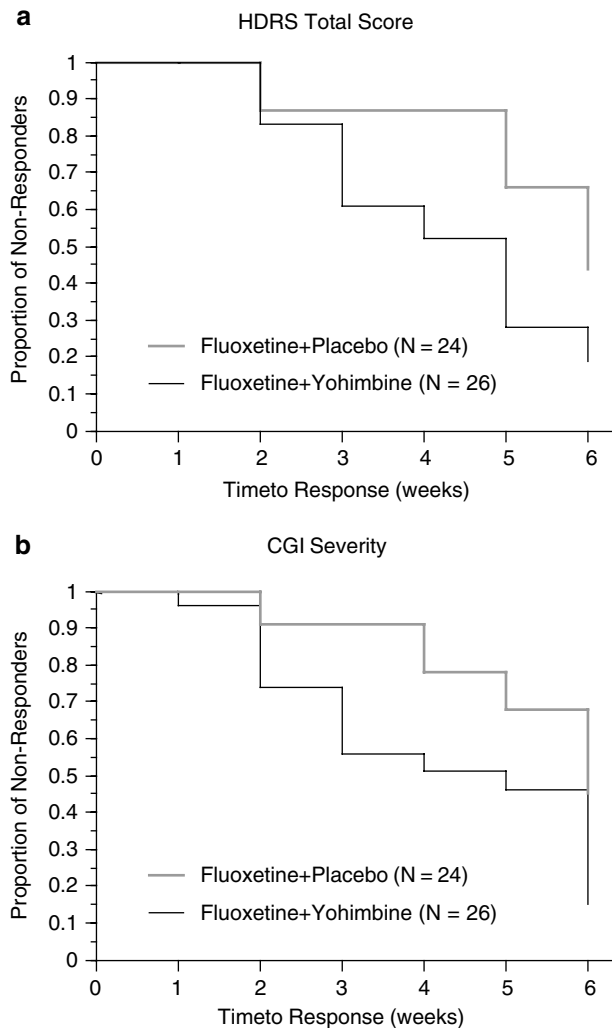 a
HDRS Total Score
Proportion of Non-Responders
1
0.9
0.8
0.7
0.6
0.5
0.4
0.3
0.2
0.1
0
Fluoxetine+Placebo (N = 24)
Fluoxetine+Yohimbine (N = 26)
0 1 2 3 4 5 6
Timeto Response (weeks)
b
CGI Severity
Proportion of Non-Responders
1
0.9
0.8
0.7
0.6
0.5
0.4
0.3
0.2
0.1
0
Fluoxetine+Placebo (N = 24)
Fluoxetine+Yohimbine (N = 26)
0 1 2 3 4 5 6
Timeto Response (weeks)